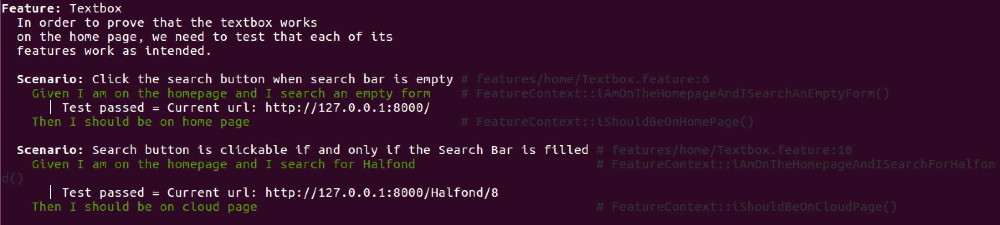 Feature: Textbox
  In order to prove that the textbox works
  on the home page, we need to test that each of its
  features work as intended.

  Scenario: Click the search button when search bar is empty # features/home/Textbox.feature:6
    Given I am on the homepage and I search an empty form    # FeatureContext::iAmOnTheHomepageAndISearchAnEmptyForm()
      │ Test passed = Current url: http://127.0.0.1:8000/
    Then I should be on home page                            # FeatureContext::iShouldBeOnHomePage()

  Scenario: Search button is clickable if and only if the Search Bar is filled # features/home/Textbox.feature:10
    Given I am on the homepage and I search for Halfond                        # FeatureContext::iAmOnTheHomepageAndISearchForHalfon
d()
      │ Test passed = Current url: http://127.0.0.1:8000/Halfond/8
    Then I should be on cloud page                                             # FeatureContext::iShouldBeOnCloudPage()